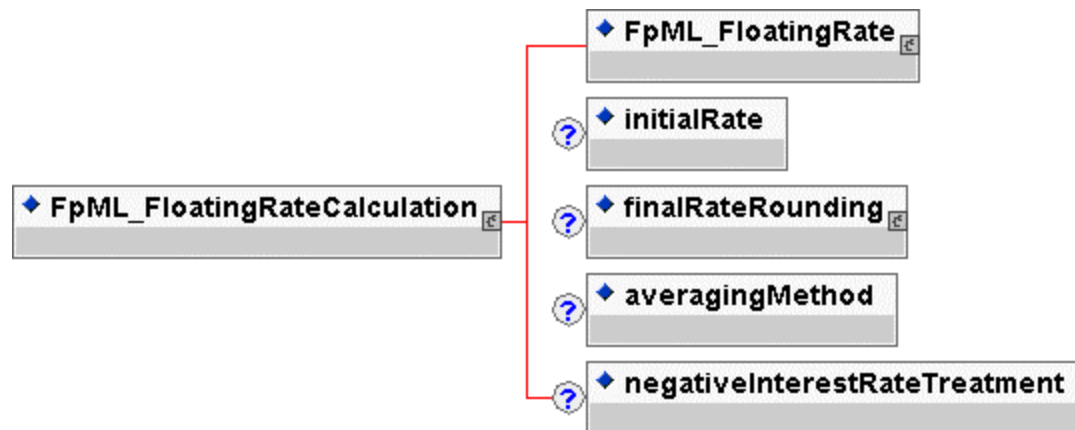 FpML_FloatingRate
?
initialRate
FpML_FloatingRateCalculation
?
finalRateRounding
?
averagingMethod
?
negativeInterestRateTreatment